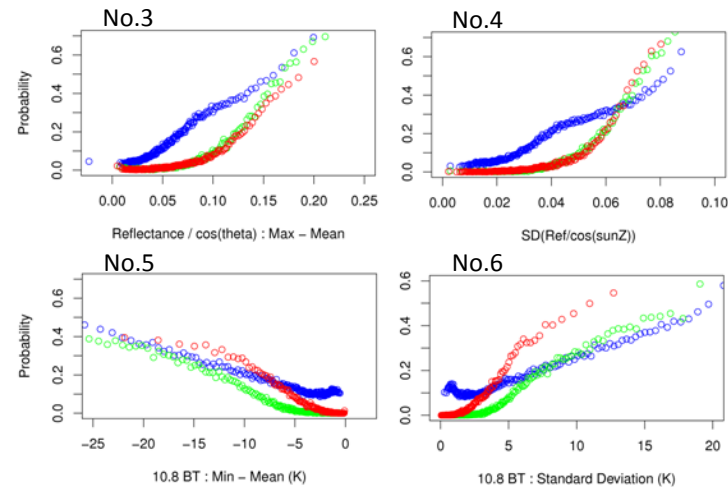 No.3
No.4
Probability
0.0 0.2 0.4 0.6
0.00 0.05 0.10 0.15 0.20 0.25
Reflectance / cos(theta) : Max − Mean
0.0 0.2 0.4 0.6
0.00 0.02 0.04 0.06 0.08 0.10
SD(Ref/cos(sunZ))
No.5
No.6
Probability
0.0 0.2 0.4 0.6
−25 −20 −15 −10 −5 0
10.8 BT : Min − Mean (K)
0.0 0.2 0.4 0.6
0 5 10 15 20
10.8 BT : Standard Deviation (K)